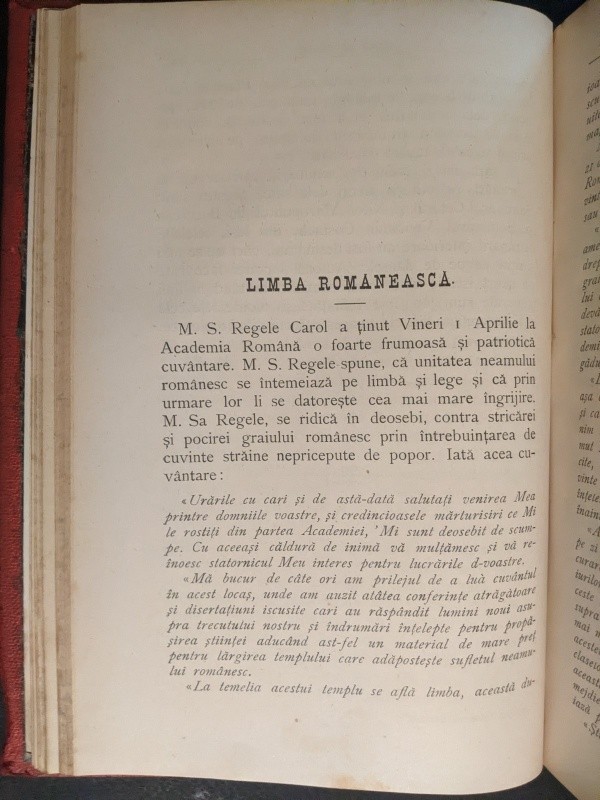 LIMBA ROMÂNEASCĂ.
M. S. Regele Carol a ținut Vineri 1 Aprilie la
Academia Română o foarte frumoasă și patriotică
cuvântare. M. S. Regele spune, că unitatea neamului
românesc se întemeiază pe limbă și lege și că prin
urmare lor li se datorește cea mai mare îngrijire.
M. Sa Regele, se ridică în deosebi, contra stricărei
și pocirei graiului românesc prin întrebuințarea de
cuvinte străine nepricepute de popor. Iată acea cu-
vântare :
«Urările cu cari și de astă-dată salutați venirea Mea
printre domniile voastre, și credincioasele mărturisiri ce Mi
le rostiți din partea Academiei, 'Mi sunt deosebit de scum-
pe. Cu aceeași căldură de inimă vă mulțămesc și vă re-
înoesc statornicul Meu interes pentru lucrările d-voastre.
«Mă bucur de câte ori am prilejul de a luà cuvântul
în acest locaș, unde am auzit atâtea conferințe atrăgătoare
și disertațiuni iscusite cari au răspândit lumini noui asu-
pra trecutului nostru și îndrumări înțelepte pentru propă-
șirea științei aducând ast-fel un material de mare preț
pentru lărgirea templului care adăpostește sufletul neamu-
lui românesc.
«La temelia acestui templu se află limba, această du-